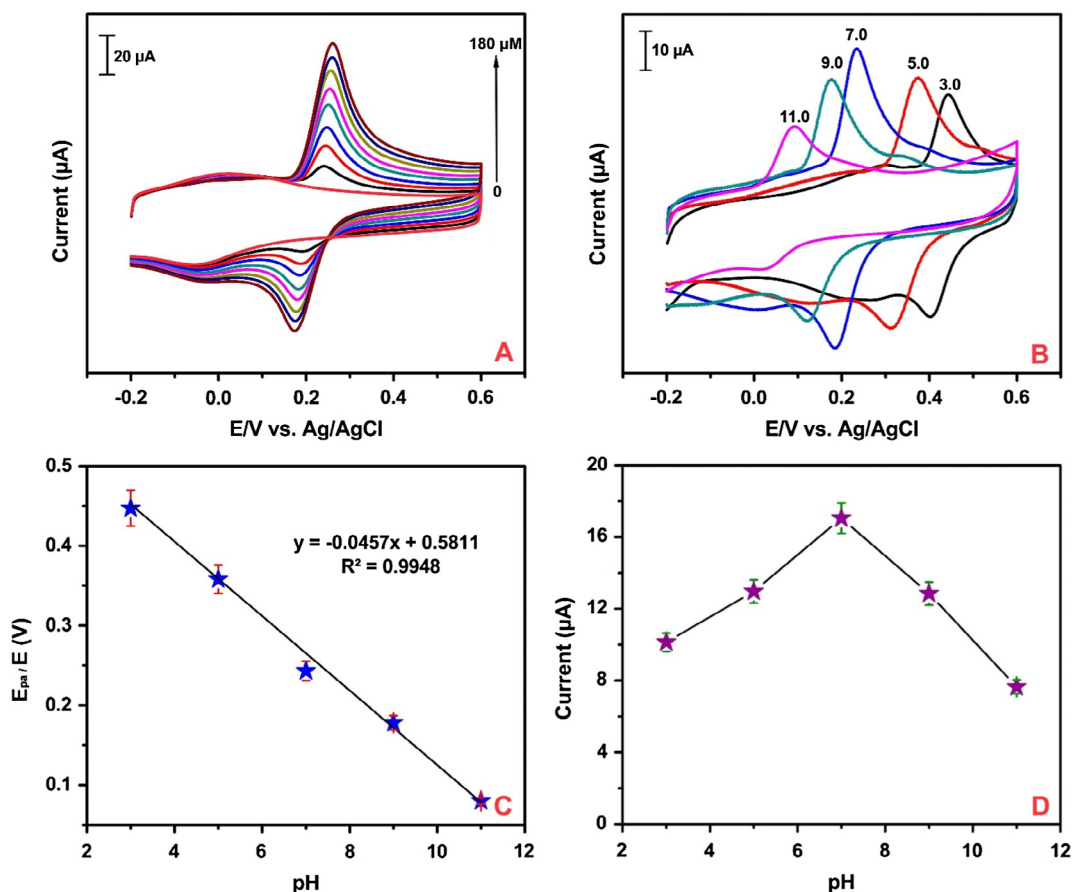 20 µA
180 µM
0
Current (µA)
A
-0.2 0.0 0.2 0.4 0.6
E/V vs. Ag/AgCl
10 µA
11.0
9.0
7.0
5.0
3.0
Current (µA)
B
-0.2 0.0 0.2 0.4 0.6
E/V vs. Ag/AgCl
0.5
0.4
0.3
0.2
0.1
Epa / E (V)
y = -0.0457x + 0.5811
R² = 0.9948
C
2 4 6 8 10 12
pH
20
16
12
8
4
0
Current (µA)
D
2 4 6 8 10 12
pH